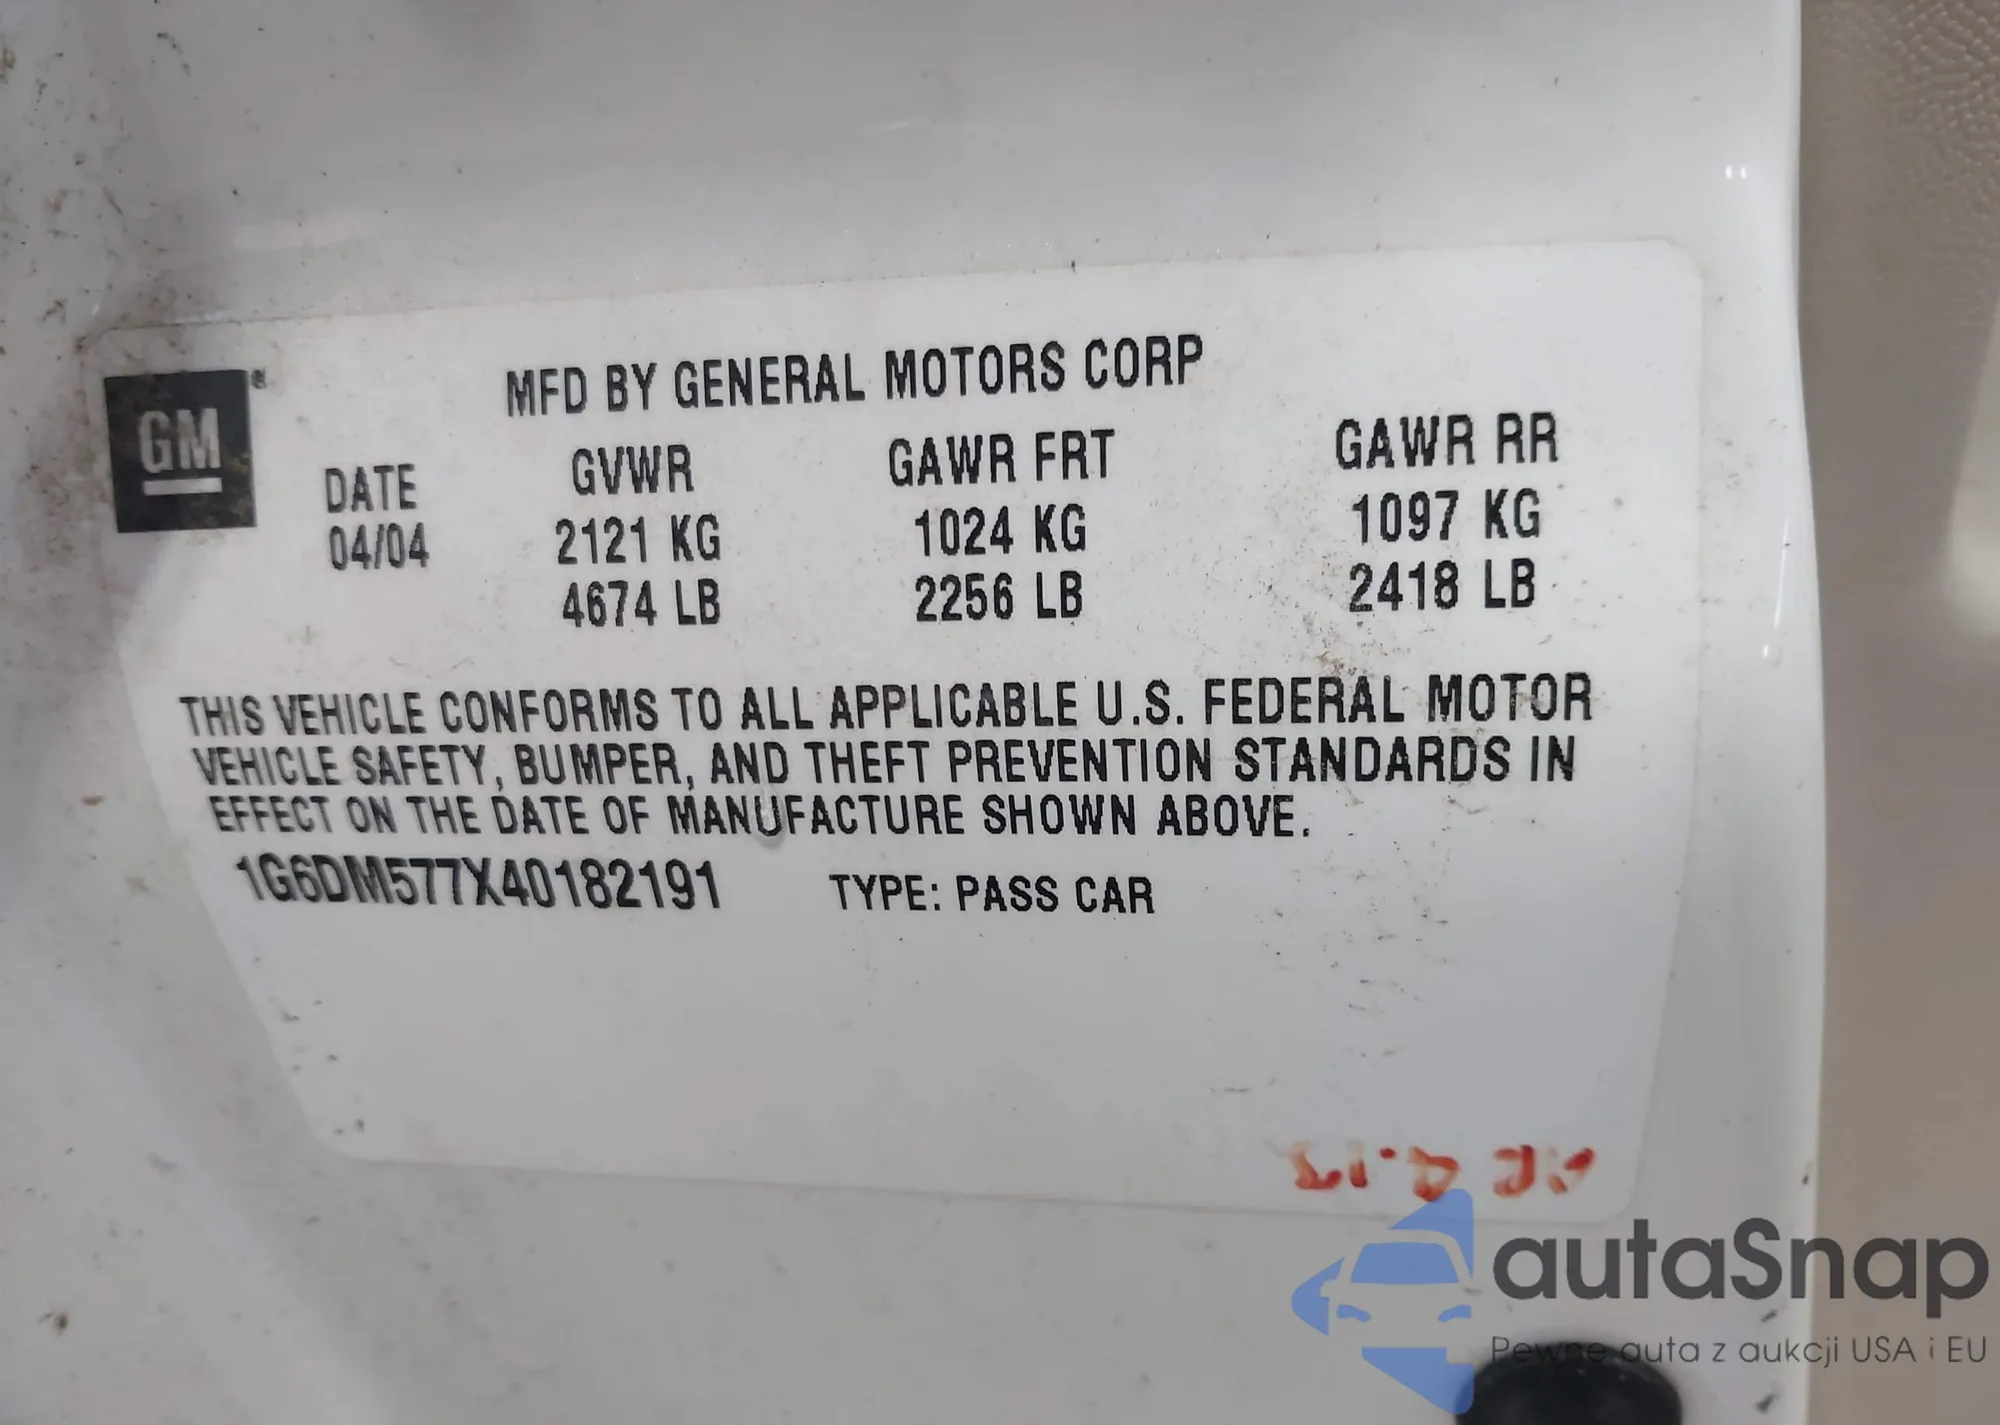 GM
MFD BY GENERAL MOTORS CORP
DATE GVWR GAWR FRT GAWR RR
04/04 2121 KG 1024 KG 1097 KG
4674 LB 2256 LB 2418 LB
THIS VEHICLE CONFORMS TO ALL APPLICABLE U.S. FEDERAL MOTOR
VEHICLE SAFETY, BUMPER, AND THEFT PREVENTION STANDARDS IN
EFFECT ON THE DATE OF MANUFACTURE SHOWN ABOVE.
1G6DM577X40182191 TYPE: PASS CAR
autaSnap
Pewne auta z aukcji USA i EU